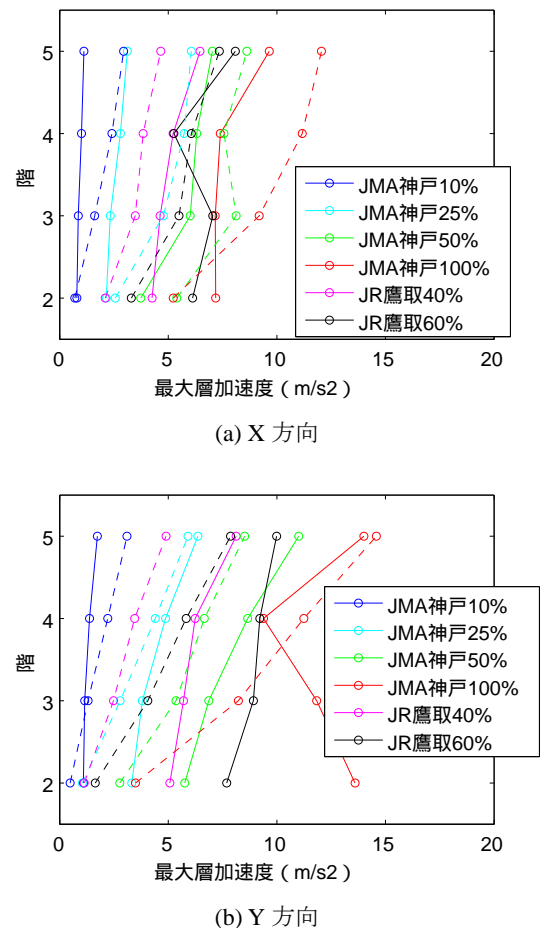 5
4
3
2
階
JMA神戸10%
JMA神戸25%
JMA神戸50%
JMA神戸100%
JR鷹取40%
JR鷹取60%
0 5 10 15 20
最大層加速度（m/s2）
(a) X 方向
5
4
3
2
階
JMA神戸10%
JMA神戸25%
JMA神戸50%
JMA神戸100%
JR鷹取40%
JR鷹取60%
0 5 10 15 20
最大層加速度（m/s2）
(b) Y 方向